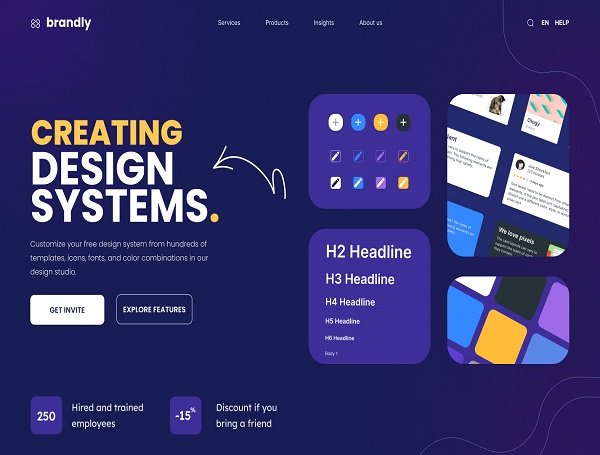 brandly
Services
Products
Insights
About us
EN
HELP
CREATING
DESIGN
SYSTEMS.
Customize your free design system from hundreds of
templates, icons, fonts, and color combinations in our
design studio.
GET INVITE
EXPLORE FEATURES
H2 Headline
H3 Headline
H4 Headline
H5 Headline
H6 Headline
Body 1
We love pixels
250
Hired and trained
employees
-15%
Discount if you
bring a friend